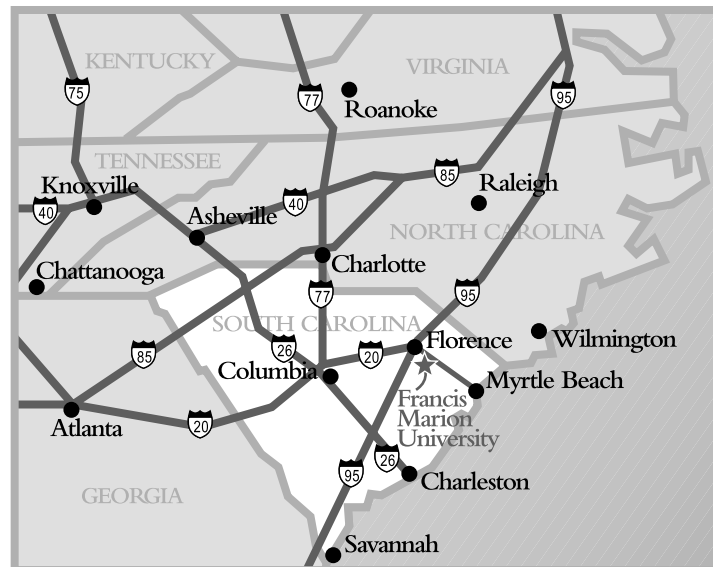 KENTUCKY
VIRGINIA
75
77
95
Roanoke
TENNESSEE
85
Knoxville
40
Raleigh
40
Asheville
NORTH CAROLINA
Charlotte
Chattanooga
77
95
SOUTH CAROLINA
Florence
Wilmington
85
26
20
Columbia
Myrtle Beach
Francis
Marion
University
Atlanta
20
26
95
Charleston
GEORGIA
Savannah